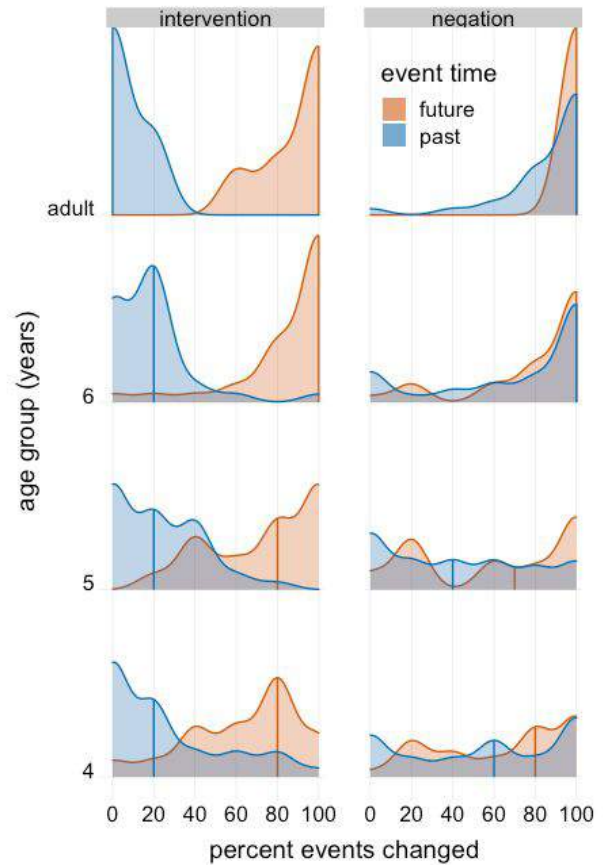 intervention
negation
event time
future
past
adult
6
5
4
age group (years)
0 20 40 60 80 100
0 20 40 60 80 100
percent events changed